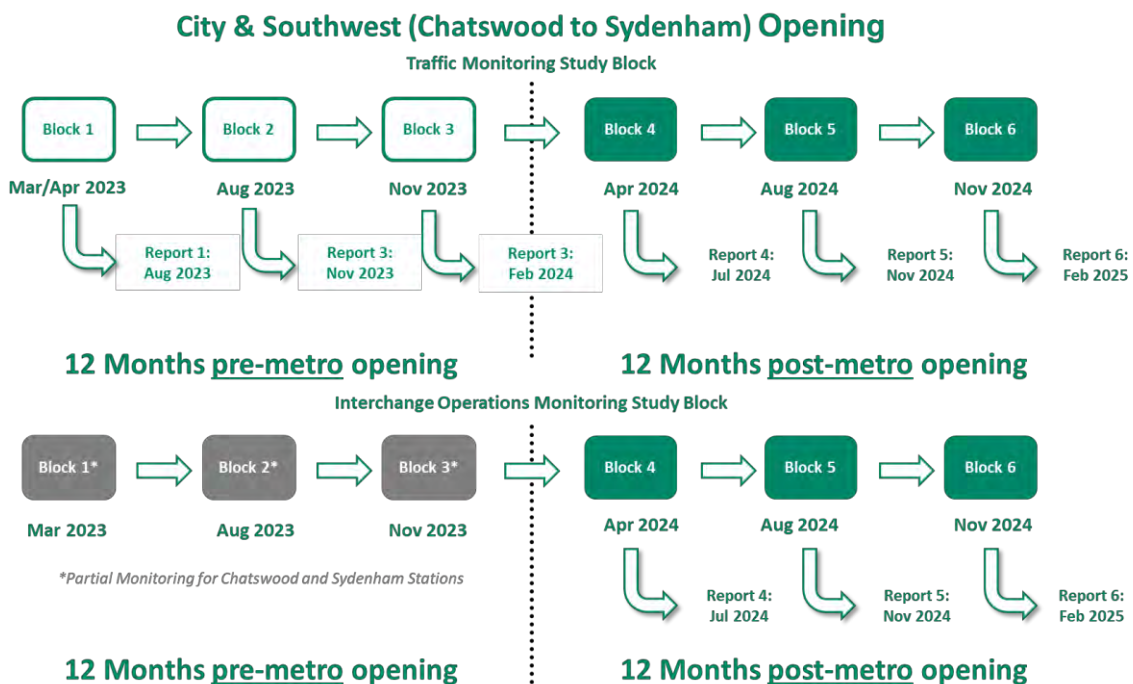 City & Southwest (Chatswood to Sydenham) Opening
Traffic Monitoring Study Block
Block 1
Block 2
Block 3
Block 4
Block 5
Block 6
Mar/Apr 2023
Aug 2023
Nov 2023
Apr 2024
Aug 2024
Nov 2024
Report 1:
Aug 2023
Report 3:
Nov 2023
Report 3:
Feb 2024
Report 4:
Jul 2024
Report 5:
Nov 2024
Report 6:
Feb 2025
12 Months pre-metro opening
12 Months post-metro opening
Interchange Operations Monitoring Study Block
Block 1*
Block 2*
Block 3*
Block 4
Block 5
Block 6
Mar 2023
Aug 2023
Nov 2023
Apr 2024
Aug 2024
Nov 2024
*Partial Monitoring for Chatswood and Sydenham Stations
Report 4:
Jul 2024
Report 5:
Nov 2024
Report 6:
Feb 2025
12 Months pre-metro opening
12 Months post-metro opening